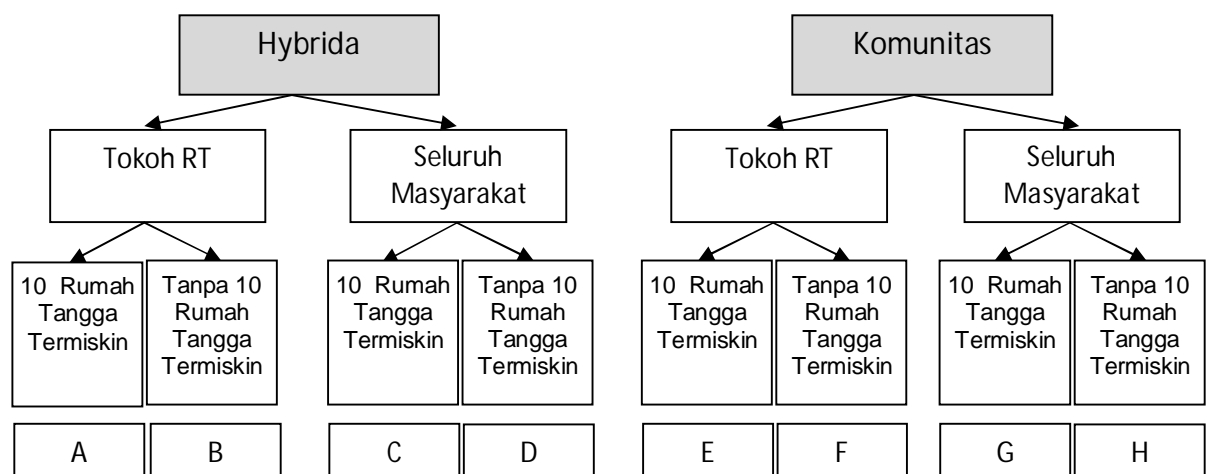 Hybrida
Komunitas
Tokoh RT
Seluruh
Masyarakat
Tokoh RT
Seluruh
Masyarakat
10 Rumah
Tangga
Termiskin
Tanpa 10
Rumah
Tangga
Termiskin
10 Rumah
Tangga
Termiskin
Tanpa 10
Rumah
Tangga
Termiskin
10 Rumah
Tangga
Termiskin
Tanpa 10
Rumah
Tangga
Termiskin
10 Rumah
Tangga
Termiskin
Tanpa 10
Rumah
Tangga
Termiskin
A
B
C
D
E
F
G
H